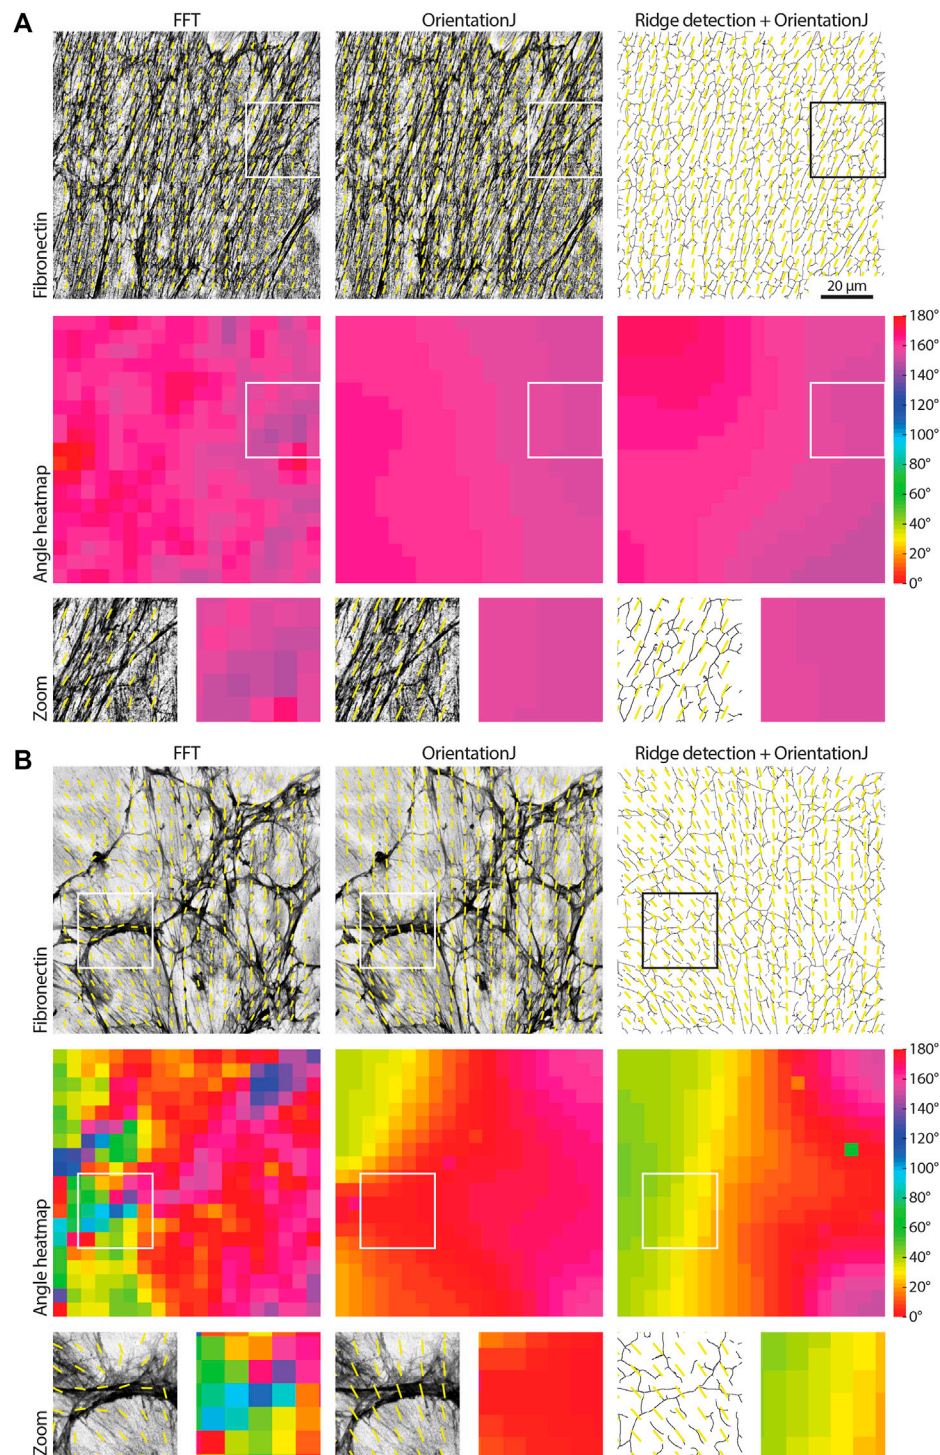 A
FFT
OrientationJ
Ridge detection + OrientationJ
Fibronectin
20 µm
Angle heatmap
180°
160°
140°
120°
100°
80°
60°
40°
20°
0°
Zoom
B
FFT
OrientationJ
Ridge detection + OrientationJ
Fibronectin
Angle heatmap
180°
160°
140°
120°
100°
80°
60°
40°
20°
0°
Zoom